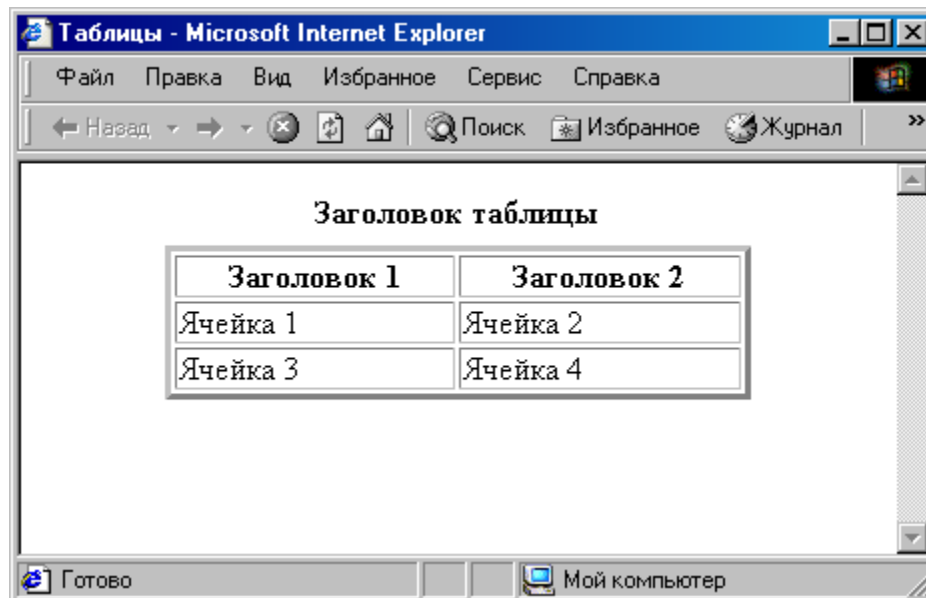 Таблицы - Microsoft Internet Explorer
Файл Правка Вид Избранное Сервис Справка
Назад Поиск Избранное Журнал »
Заголовок таблицы
Заголовок 1 Заголовок 2
Ячейка 1 Ячейка 2
Ячейка 3 Ячейка 4
Готово Мой компьютер